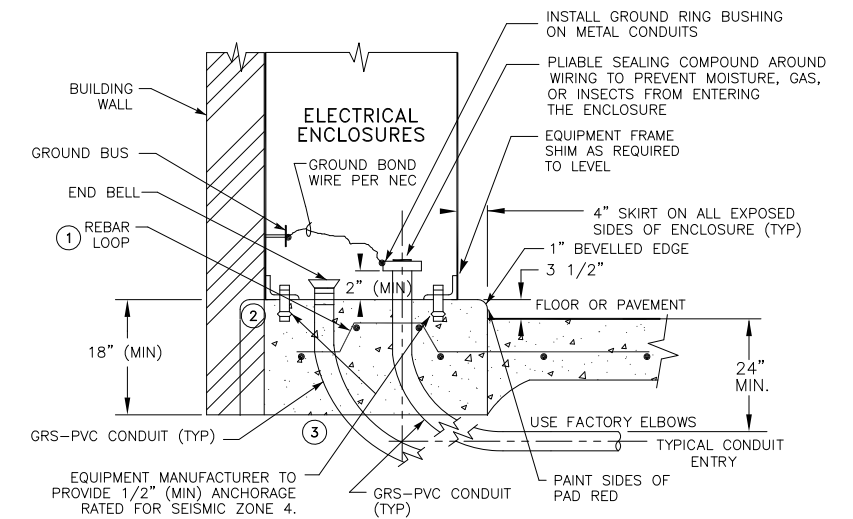 INSTALL GROUND RING BUSHING
ON METAL CONDUITS
PLIABLE SEALING COMPOUND AROUND
WIRING TO PREVENT MOISTURE, GAS,
OR INSECTS FROM ENTERING
THE ENCLOSURE
BUILDING
WALL
ELECTRICAL
ENCLOSURES
EQUIPMENT FRAME
SHIM AS REQUIRED
TO LEVEL
GROUND BUS
GROUND BOND
WIRE PER NEC
END BELL
4" SKIRT ON ALL EXPOSED
SIDES OF ENCLOSURE (TYP)
1 REBAR
LOOP
1" BEVELLED EDGE
3 1/2"
2" (MIN)
FLOOR OR PAVEMENT
2
18" (MIN)
24"
MIN.
GRS-PVC CONDUIT (TYP)
3
USE FACTORY ELBOWS
TYPICAL CONDUIT
ENTRY
EQUIPMENT MANUFACTURER TO
PROVIDE 1/2" (MIN) ANCHORAGE
RATED FOR SEISMIC ZONE 4.
GRS-PVC CONDUIT
(TYP)
PAINT SIDES OF
PAD RED